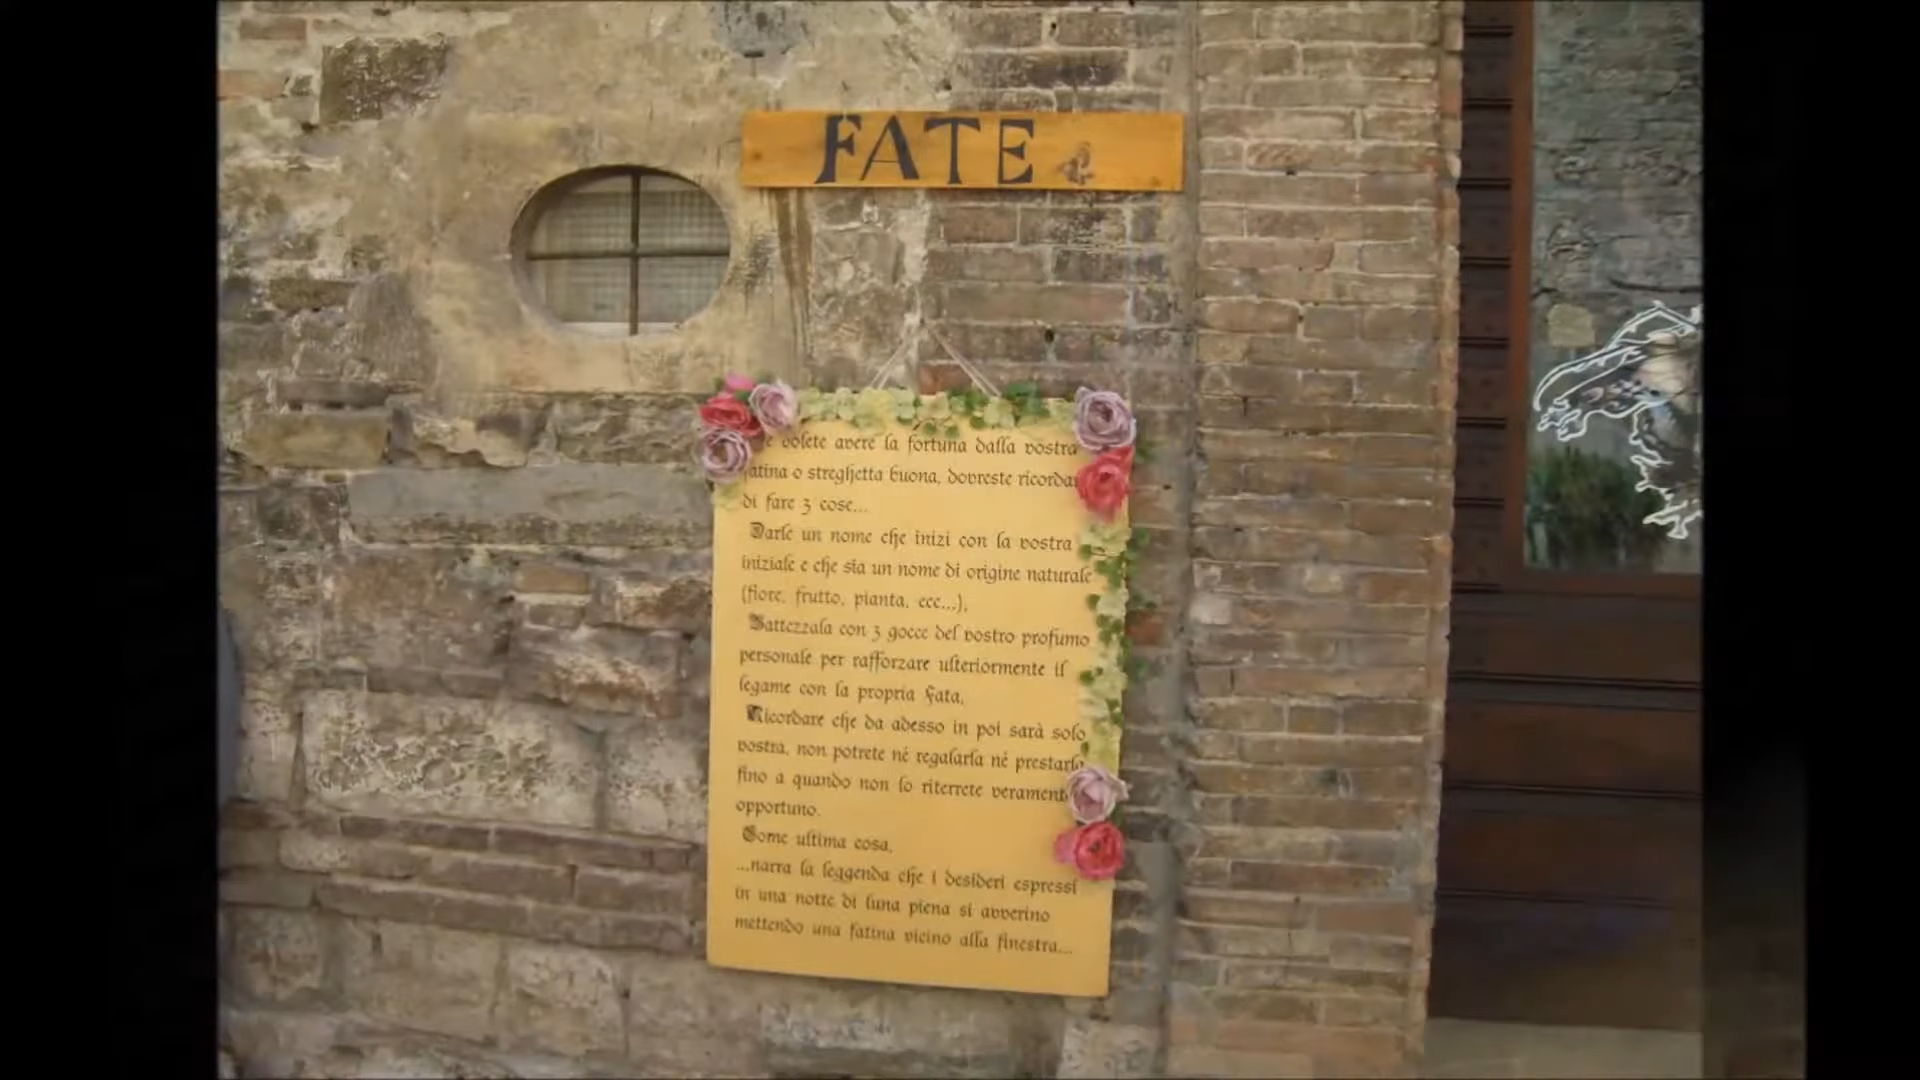 FATE
volete avere la fortuna dalla vostra
fatina o streghetta buona, dovreste ricordar
di fare 3 cose...
Darle un nome che inizi con la vostra
iniziale e che sia un nome di origine naturale
(fiore, frutto, pianta, ecc...),
Battezzala con 3 gocce del vostro profumo
personale per rafforzare ulteriormente il
legame con la propria Fata,
Ricordare che da adesso in poi sarà solo
vostra, non potrete né regalarla né prestarla
fino a quando non lo riterrete veramente
opportuno.
Come ultima cosa,
...narra la leggenda che i desideri espressi
in una notte di luna piena si avverino
mettendo una fatina vicino alla finestra...